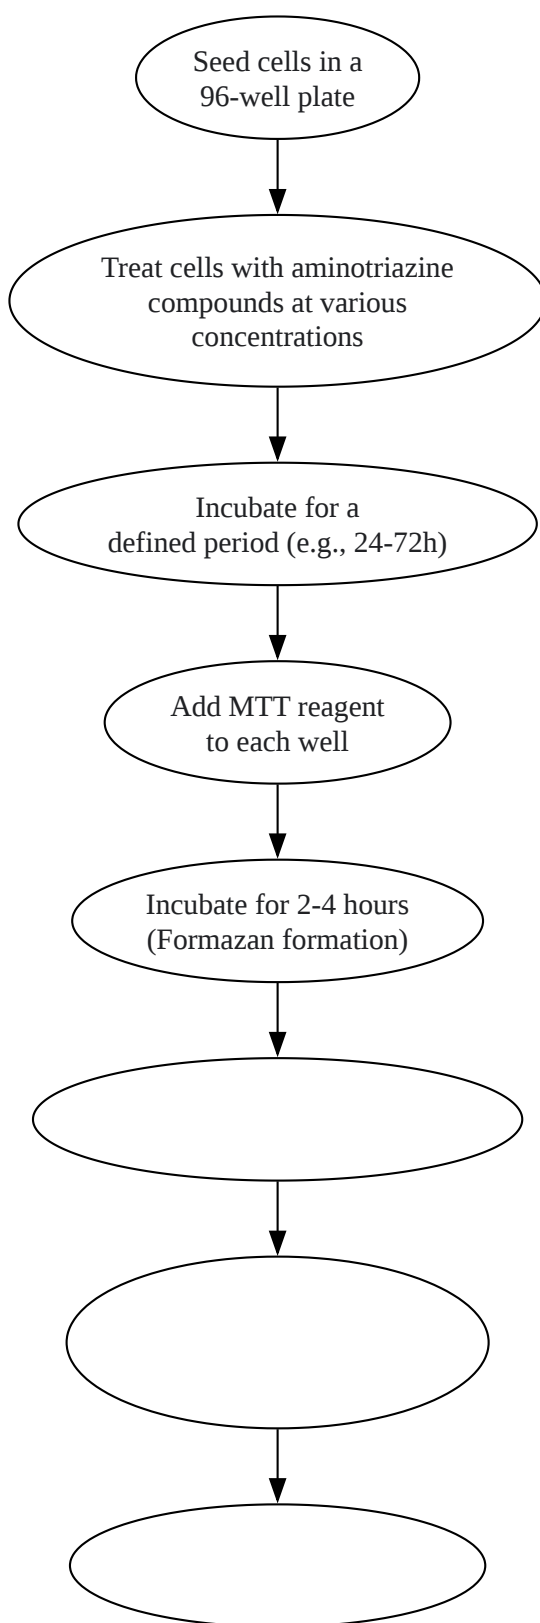 Seed cells in a
96-well plate
Treat cells with aminotriazine
compounds at various
concentrations
Incubate for a
defined period (e.g., 24-72h)
Add MTT reagent
to each well
Incubate for 2-4 hours
(Formazan formation)